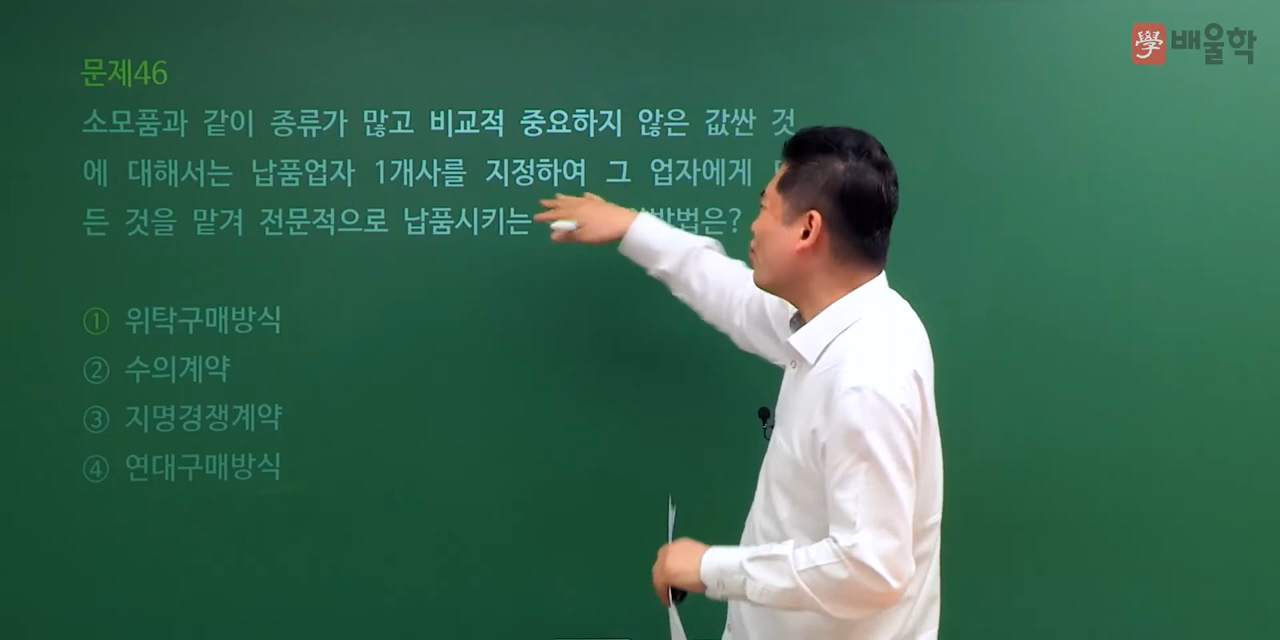 學 배울학
문제46
소모품과 같이 종류가 많고 비교적 중요하지 않은 값싼 것
에 대해서는 납품업자 1개사를 지정하여 그 업자에게
든 것을 맡겨 전문적으로 납품시키는 방법은?
① 위탁구매방식
② 수의계약
③ 지명경쟁계약
④ 연대구매방식